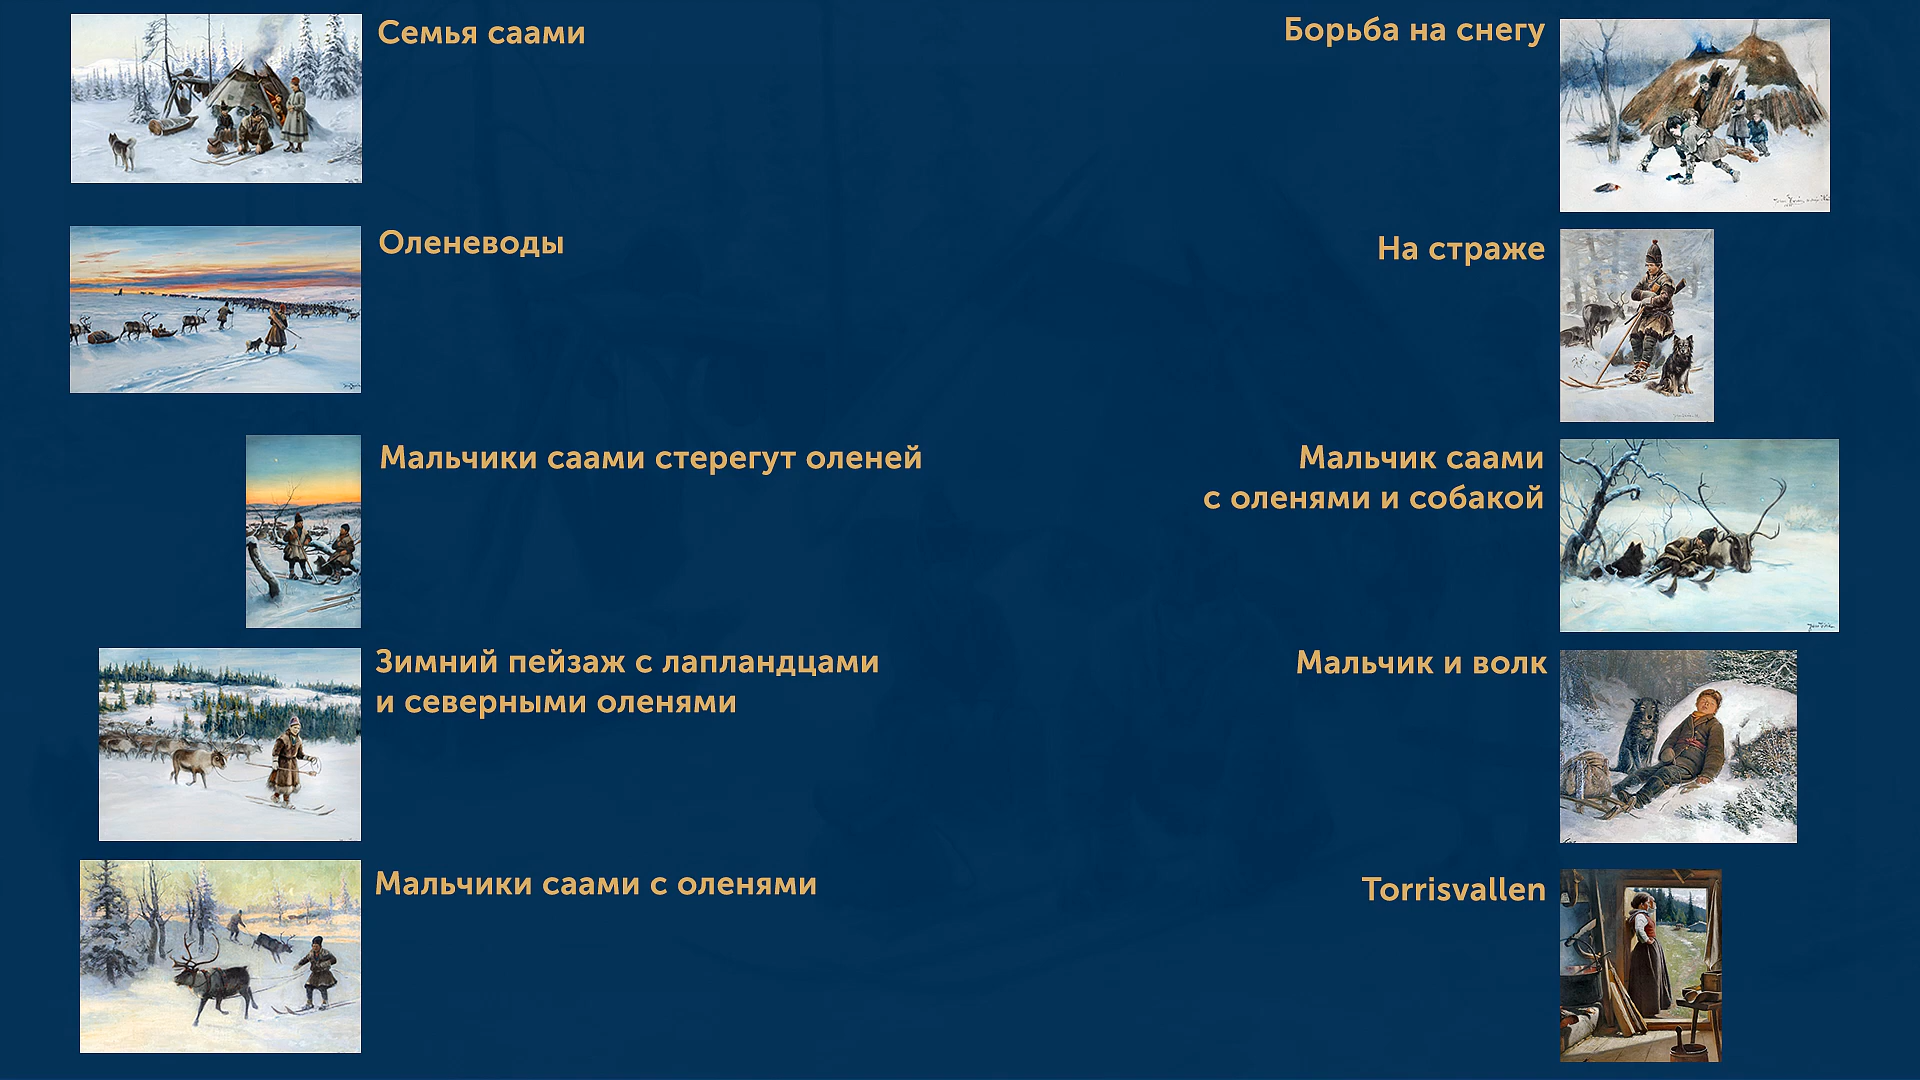 Семья саами
Оленеводы
Мальчики саами стерегут оленей
Зимний пейзаж с лапландцами
и северными оленями
Мальчики саами с оленями
Борьба на снегу
На страже
Мальчик саами
с оленями и собакой
Мальчик и волк
Torrisvallen